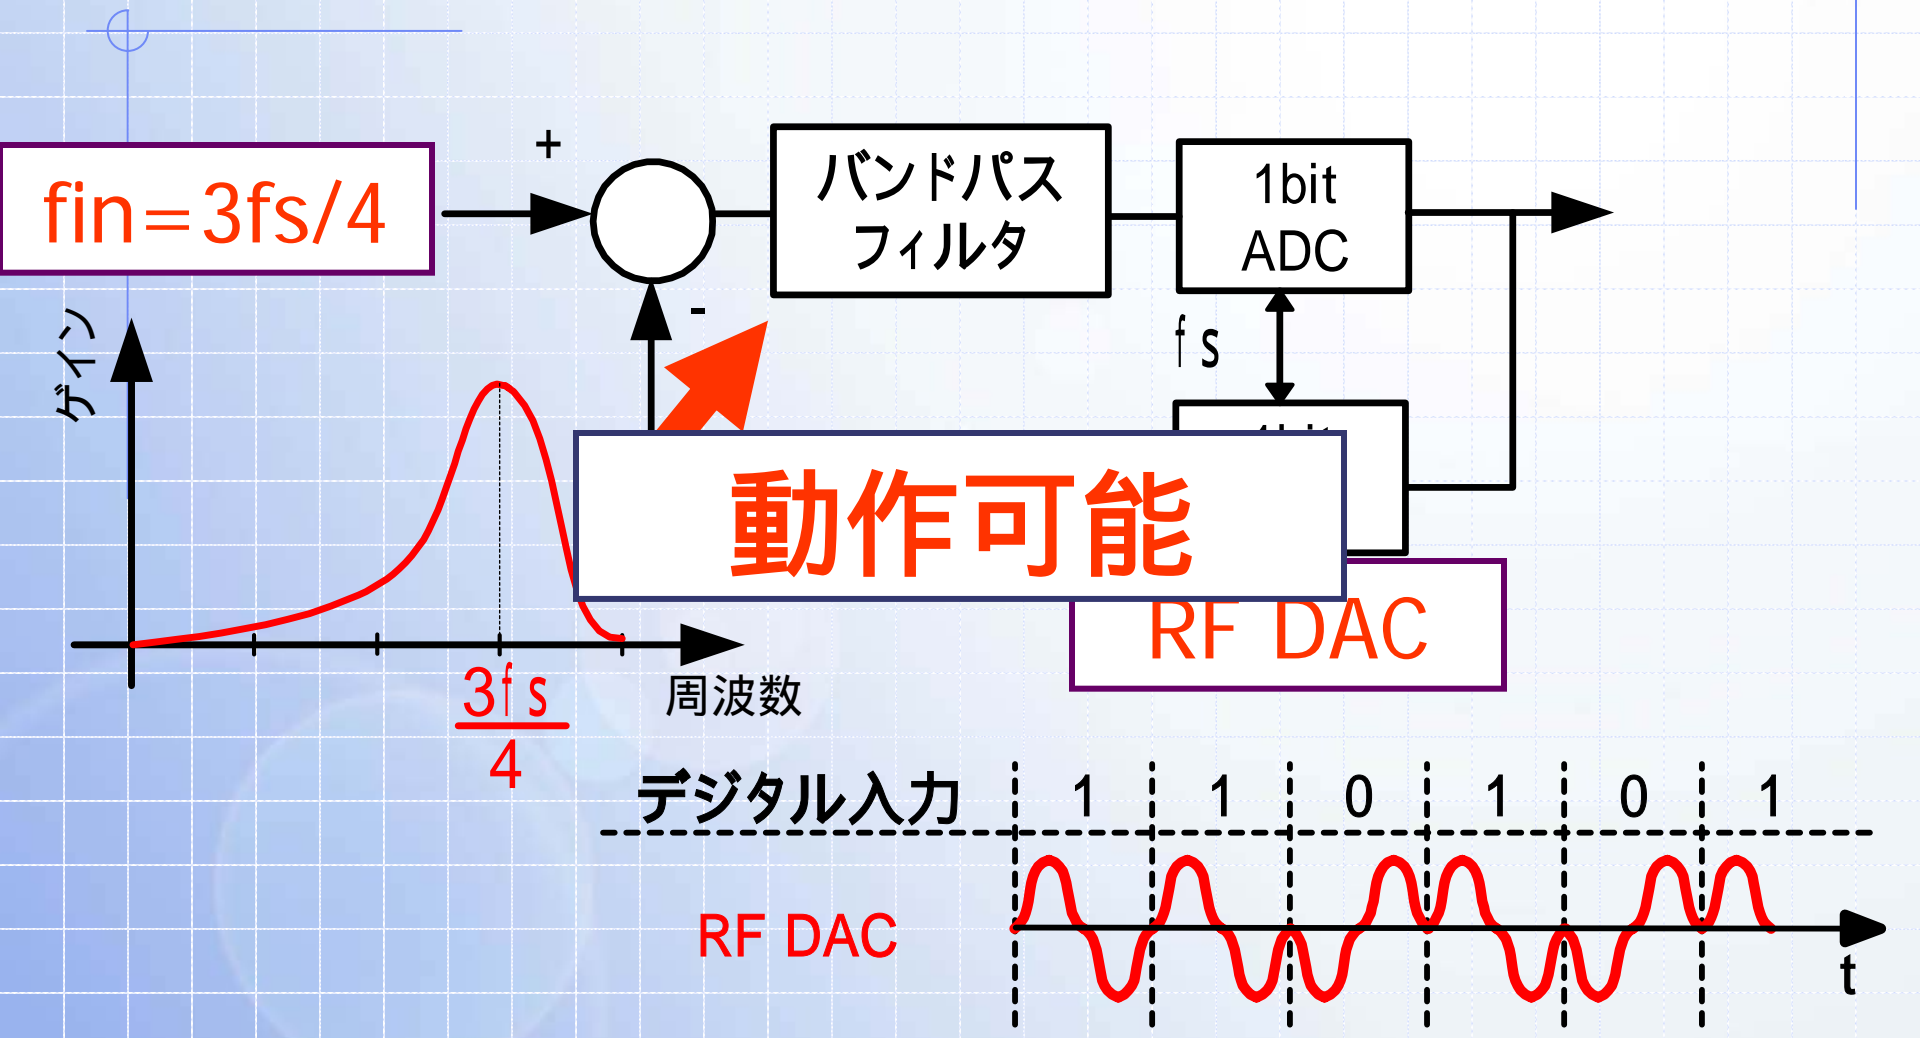 +
fin=3fs/4
バンドパス
フィルタ
1bit
ADC
-
fs
ゲイン
動作可能
RF DAC
3fs
4
周波数
デジタル入力 1 1 0 1 0 1
RF DAC
t